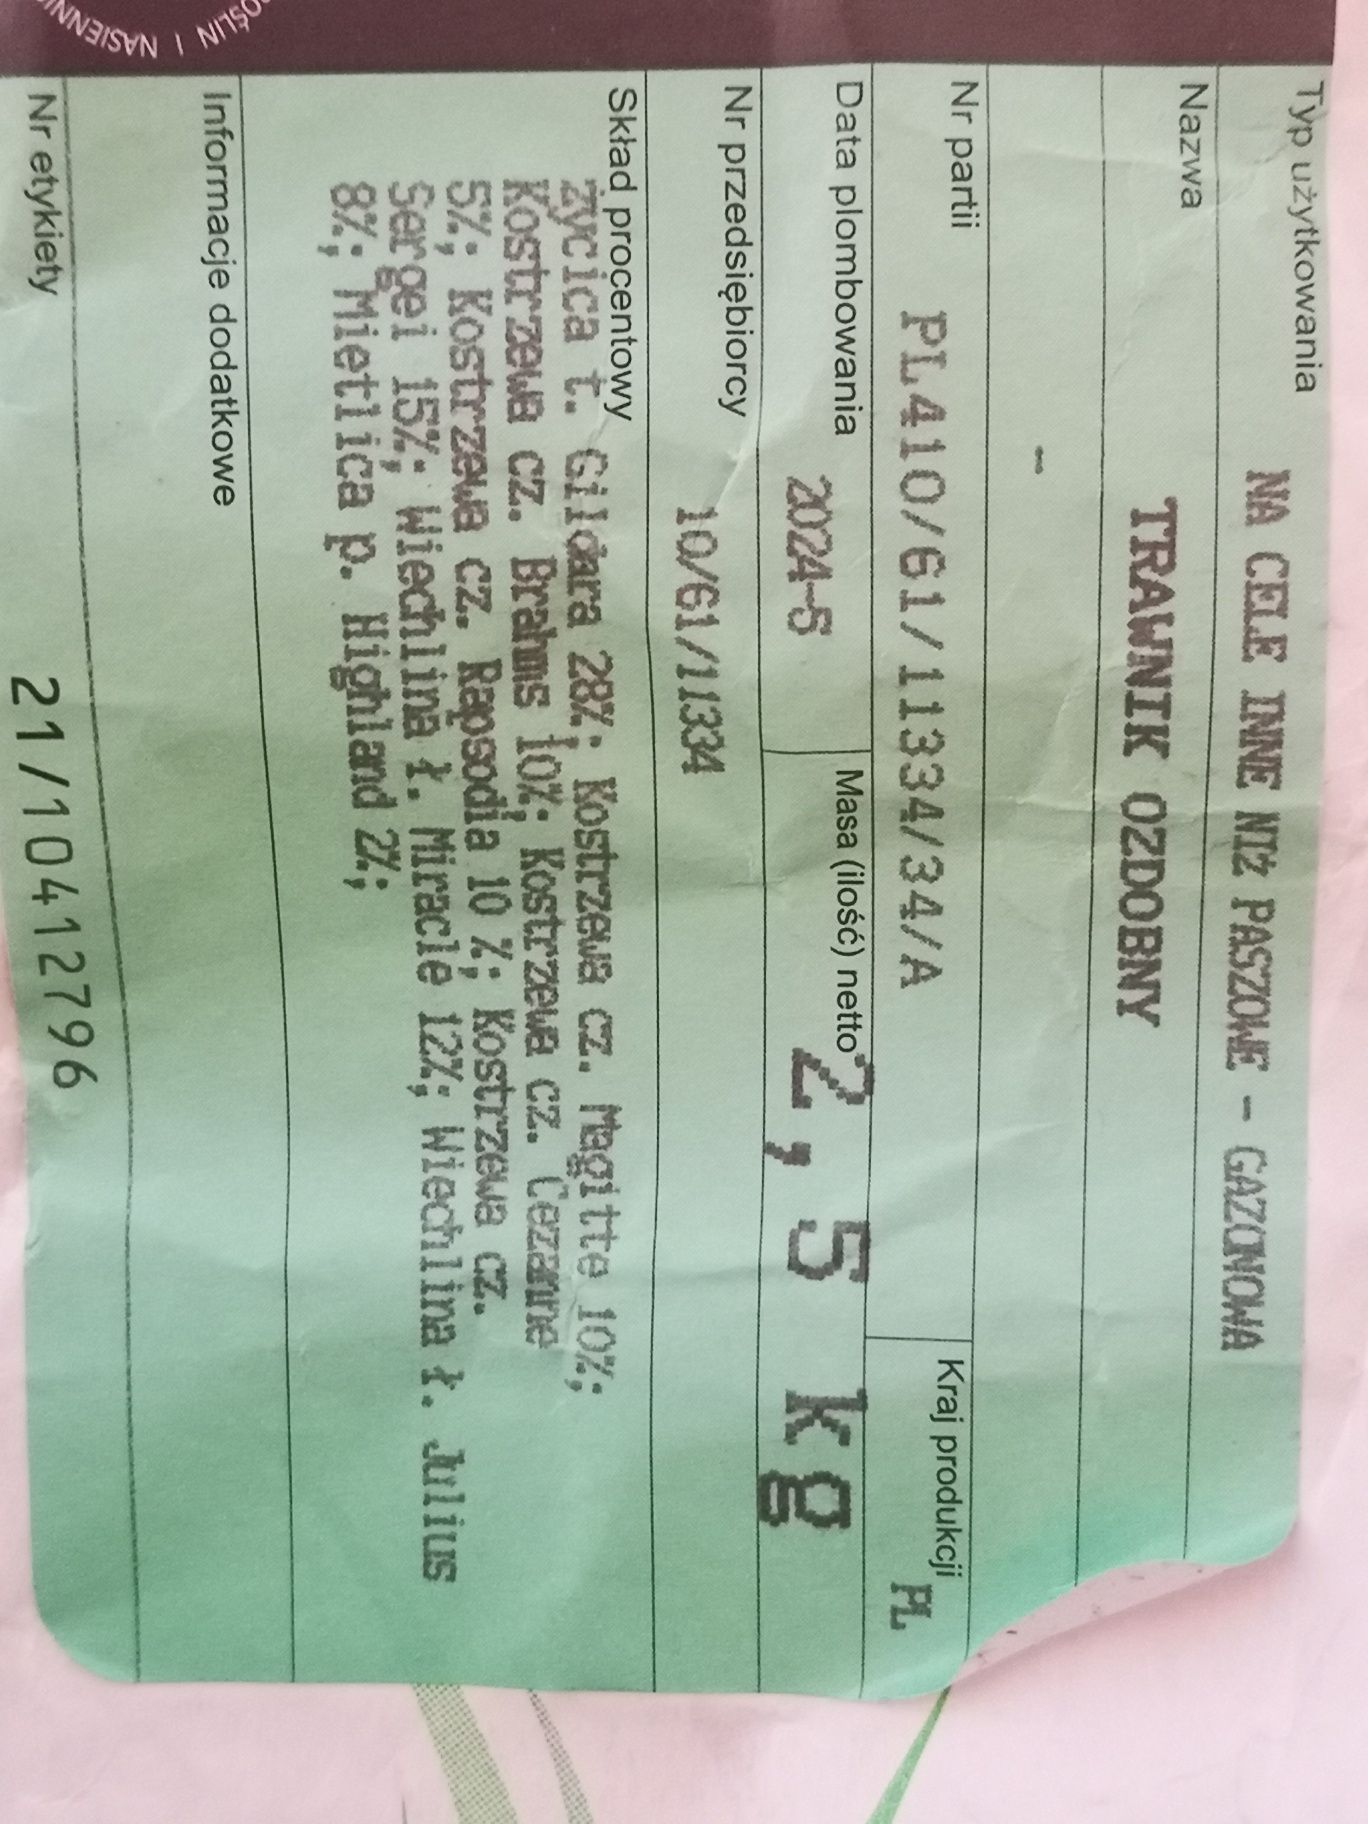 OŚLIN I NASIENNI
Typ użytkowania
NA CELE INNE NIŻ PASZOWE - GAZONOWA
Nazwa
TRAWNIK OZDOBNY
-
Nr partii
PL410/61/11334/34/A
Kraj produkcji
PL
Data plombowania
2024-5
Masa (ilość) netto
2,5 kg
Nr przedsiębiorcy
10/61/11334
Skład procentowy
Życica t. Gildara 28%; Kostrzewa cz. Magitte 10%;
Kostrzewa cz. Brahms 10%; Kostrzewa cz. Cezanne
5%; Kostrzewa cz. Rapsodia 10 %; Kostrzewa cz.
Sergei 15%; Wiechlina ł. Miracle 12%; Wiechlina ł. Julius
8%; Mietlica p. Highland 2%;
Informacje dodatkowe
Nr etykiety
21/10412796